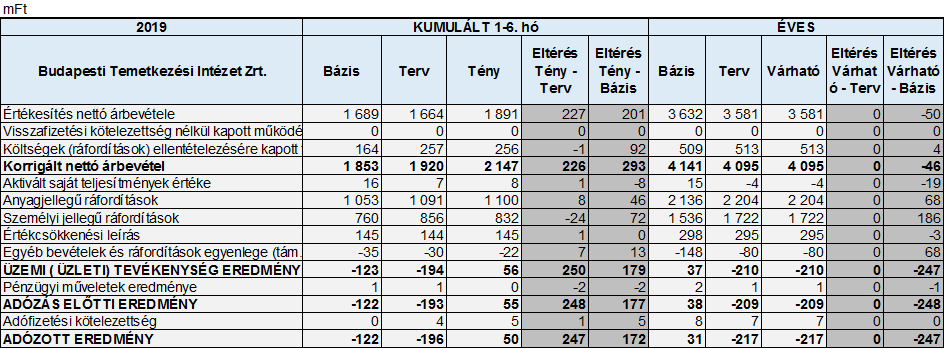 mFt
2019 KUMULÁLT 1-6. hó ÉVES
Budapesti Temetkezési Intézet Zrt. Bázis Terv Tény Eltérés Tény - Terv Eltérés Tény - Bázis Bázis Terv Várható Eltérés Várhat ó - Terv Eltérés Várható - Bázis
Értékesítés nettó árbevétele 1 689 1 664 1 891 227 201 3 632 3 581 3 581 0 -50
Visszafizetési kötelezettség nélkül kapott működé 0 0 0 0 0 0 0 0 0 0
Költségek (ráfordítások) ellentételezésére kapott 164 257 256 -1 92 509 513 513 0 4
Korrigált nettó árbevétel 1 853 1 920 2 147 226 293 4 141 4 095 4 095 0 -46
Aktivált saját teljesítmények értéke 16 7 8 1 -8 15 -4 -4 0 -19
Anyagjellegű ráfordítások 1 053 1 091 1 100 8 46 2 136 2 204 2 204 0 68
Személyi jellegű ráfordítások 760 856 832 -24 72 1 536 1 722 1 722 0 186
Értékcsökkenési leírás 145 144 145 1 0 298 295 295 0 -3
Egyéb bevételek és ráfordítások egyenlege (tám. -35 -30 -22 7 13 -148 -80 -80 0 68
ÜZEMI ( ÜZLETI) TEVÉKENYSÉG EREDMÉNY -123 -194 56 250 179 37 -210 -210 0 -247
Pénzügyi műveletek eredménye 1 1 0 -2 -2 2 1 1 0 -1
ADÓZÁS ELŐTTI EREDMÉNY -122 -193 55 248 177 38 -209 -209 0 -248
Adófizetési kötelezettség 0 4 5 1 5 8 7 7 0 0
ADÓZOTT EREDMÉNY -122 -196 50 247 172 31 -217 -217 0 -247